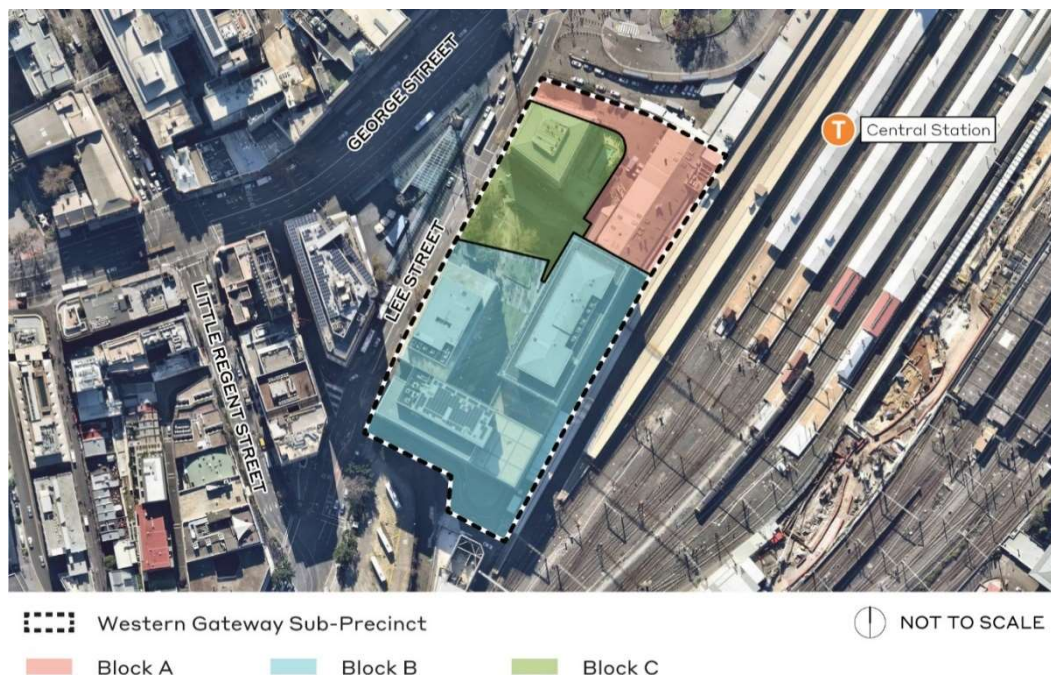 GEORGE STREET
T
Central Station
LEE STREET
LITTLE REGENT STREET
Western Gateway Sub-Precinct
NOT TO SCALE
Block A
Block B
Block C